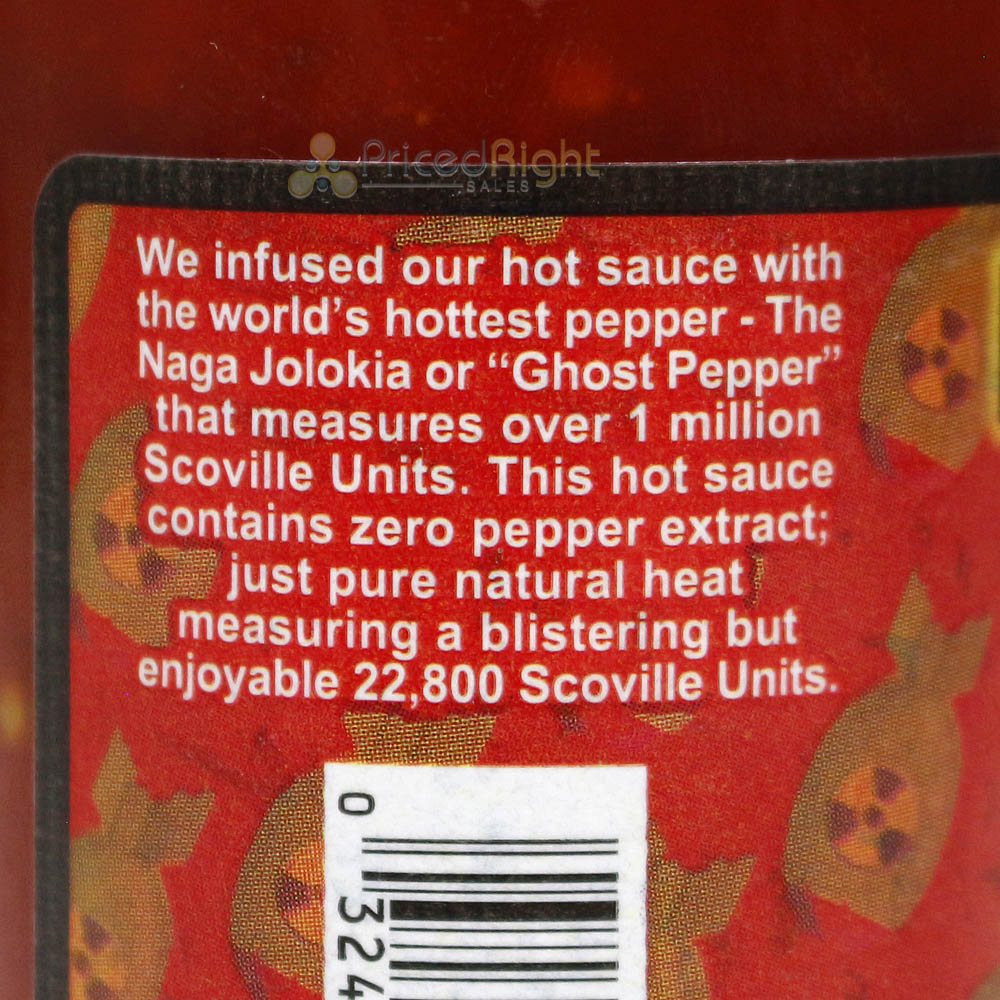 PricedRight
SALES
We infused our hot sauce with
the world's hottest pepper - The
Naga Jolokia or “Ghost Pepper”
that measures over 1 million
Scoville Units. This hot sauce
contains zero pepper extract;
just pure natural heat
measuring a blistering but
enjoyable 22,800 Scoville Units.
0
324